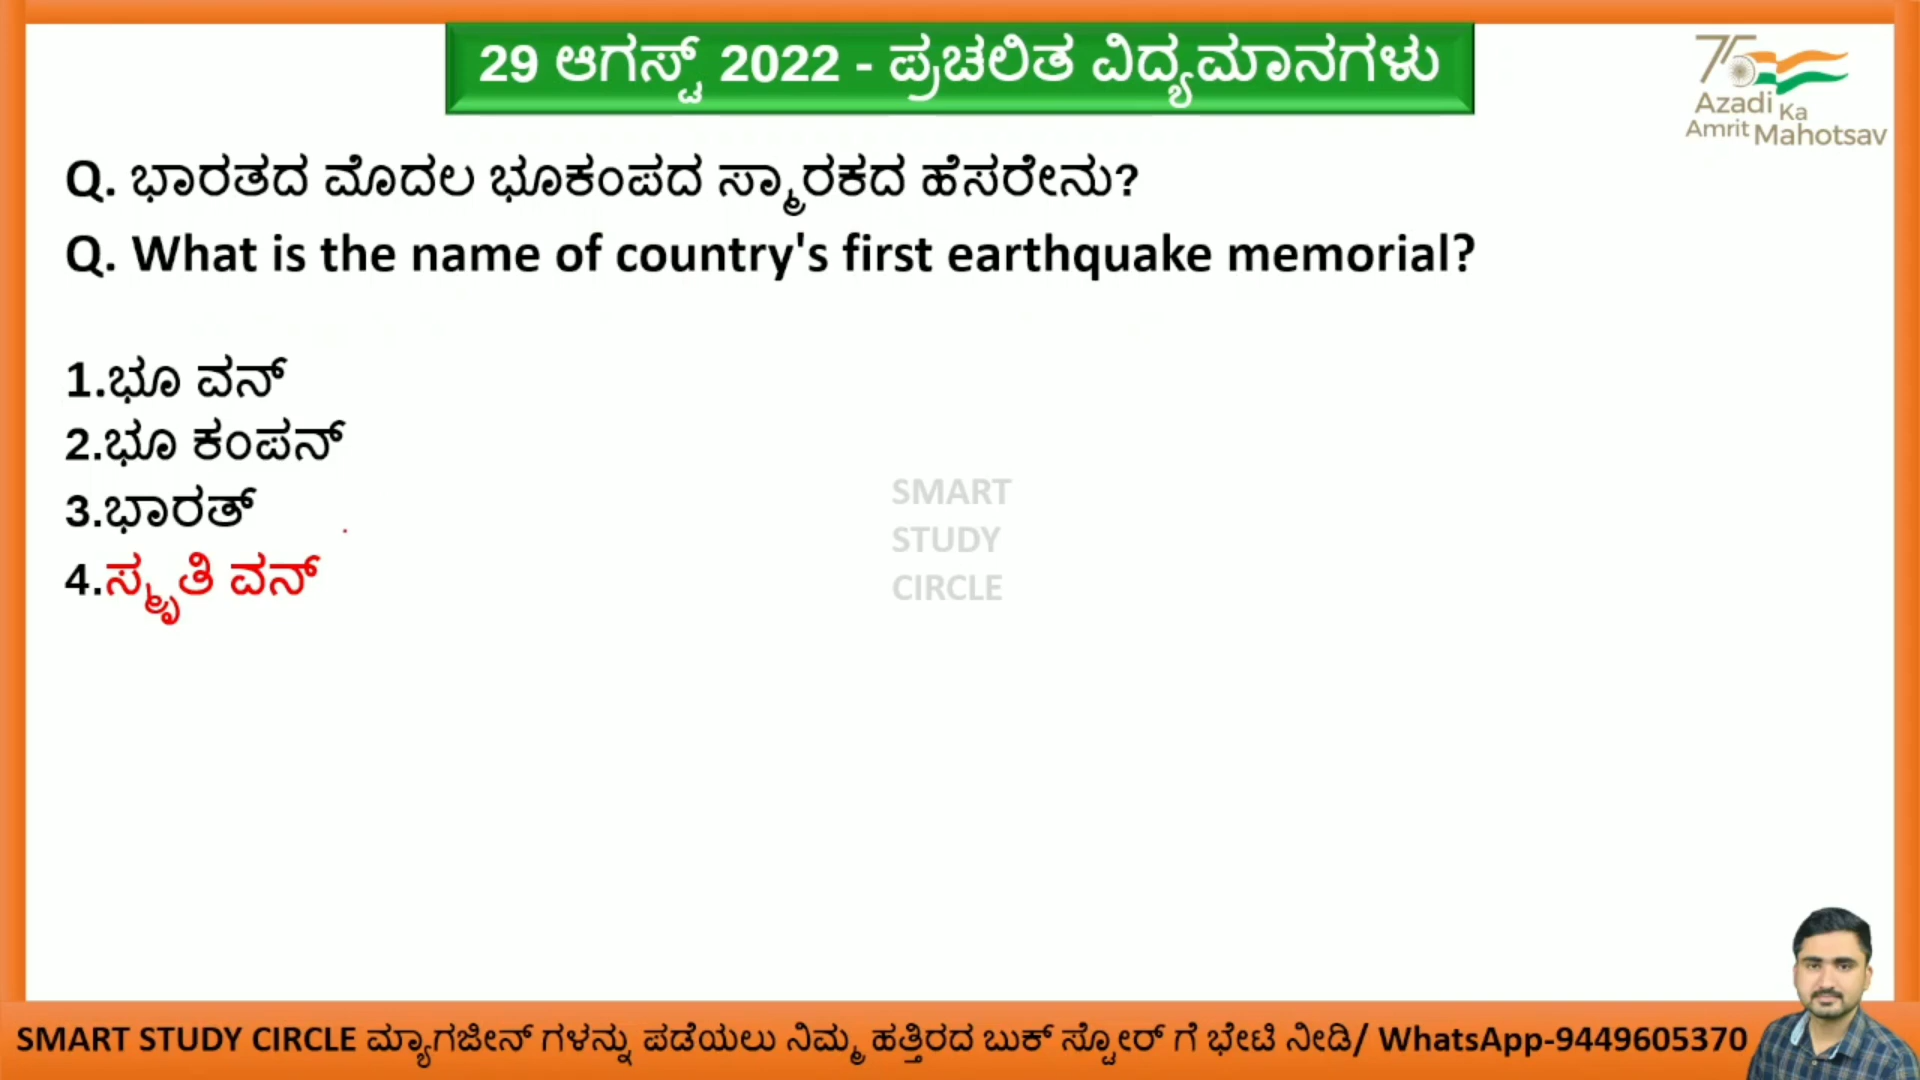 29 ಆಗಸ್ಟ್ 2022 - ಪ್ರಚಲಿತ ವಿದ್ಯಮಾನಗಳು
75
Azadi Ka
Amrit Mahotsav
Q. ಭಾರತದ ಮೊದಲ ಭೂಕಂಪದ ಸ್ಮಾರಕದ ಹೆಸರೇನು?
Q. What is the name of country's first earthquake memorial?
1.ಭೂ ವನ್
2.ಭೂ ಕಂಪನ್
3.ಭಾರತ್
4.ಸ್ಮೃತಿ ವನ್
SMART
STUDY
CIRCLE
SMART STUDY CIRCLE ಮ್ಯಾಗಜೀನ್ ಗಳನ್ನು ಪಡೆಯಲು ನಿಮ್ಮ ಹತ್ತಿರದ ಬುಕ್ ಸ್ಟೋರ್ ಗೆ ಭೇಟಿ ನೀಡಿ/ WhatsApp-9449605370